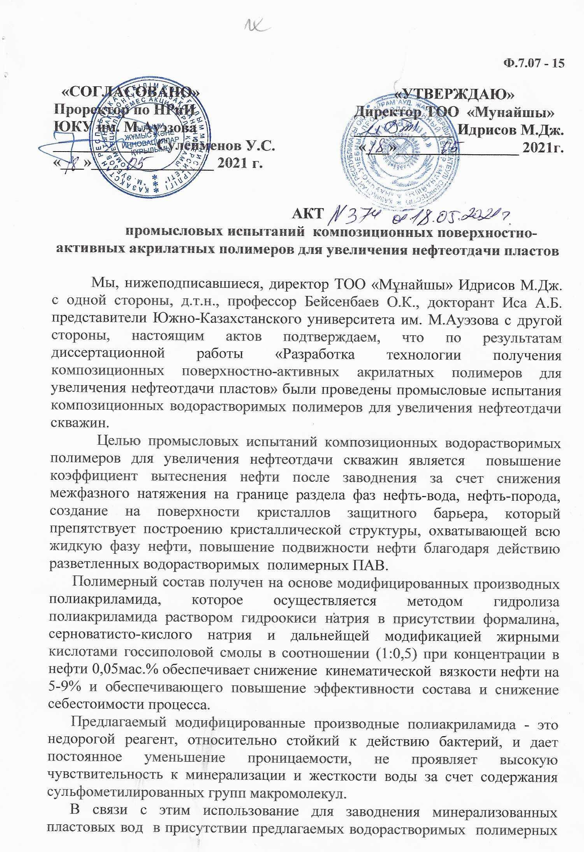 Ф.7.07 - 15
«СОГЛАСОВАНО»
Проректор по НРиИ
ЮКУ им. М.Ауэзова
Сулейменов У.С.
« 18 » 05 2021 г.
«УТВЕРЖДАЮ»
Директор ТОО «Мунайшы»
Идрисов М.Дж.
« 18 » 05 2021г.
АКТ №374 от 18.05.2021г.
промысловых испытаний композиционных поверхностно-
активных акрилатных полимеров для увеличения нефтеотдачи пластов
Мы, нижеподписавшиеся, директор ТОО «Мұнайшы» Идрисов М.Дж.
с одной стороны, д.т.н., профессор Бейсенбаев О.К., докторант Иса А.Б.
представители Южно-Казахстанского университета им. М.Ауэзова с другой
стороны, настоящим актов подтверждаем, что по результатам
диссертационной работы «Разработка технологии получения
композиционных поверхностно-активных акрилатных полимеров для
увеличения нефтеотдачи пластов» были проведены промысловые испытания
композиционных водорастворимых полимеров для увеличения нефтеотдачи
скважин.
Целью промысловых испытаний композиционных водорастворимых
полимеров для увеличения нефтеотдачи скважин является повышение
коэффициент вытеснения нефти после заводнения за счет снижения
межфазного натяжения на границе раздела фаз нефть-вода, нефть-порода,
создание на поверхности кристаллов защитного барьера, который
препятствует построению кристаллической структуры, охватывающей всю
жидкую фазу нефти, повышение подвижности нефти благодаря действию
разветленных водорастворимых полимерных ПАВ.
Полимерный состав получен на основе модифицированных производных
полиакриламида, которое осуществляется методом гидролиза
полиакриламида раствором гидроокиси натрия в присутствии формалина,
серноватисто-кислого натрия и дальнейщей модификацией жирными
кислотами госсиполовой смолы в соотношении (1:0,5) при концентрации в
нефти 0,05мас.% обеспечивает снижение кинематической вязкости нефти на
5-9% и обеспечивающего повышение эффективности состава и снижение
себестоимости процесса.
Предлагаемый модифицированные производные полиакриламида - это
недорогой реагент, относительно стойкий к действию бактерий, и дает
постоянное уменьшение проницаемости, не проявляет высокую
чувствительность к минерализации и жесткости воды за счет содержания
сульфометилированных групп макромолекул.
В связи с этим использование для заводнения минерализованных
пластовых вод в присутствии предлагаемых водорастворимых полимерных